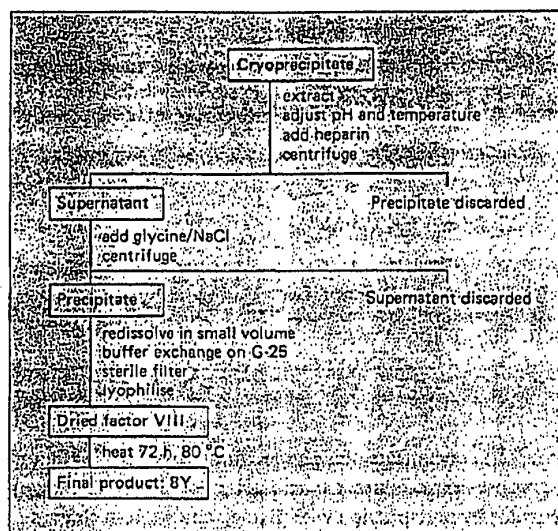 Cryoprecipitate
extract
adjust pH and temperature
add heparin
centrifuge
Supernatant
Precipitate discarded
add glycine/NaCl
centrifuge
Precipitate
Supernatant discarded
redissolve in small volume
buffer exchange on G-25
sterile filter
lyophilise
Dried factor VIII
heat 72 h, 80 °C
Final product: 8Y